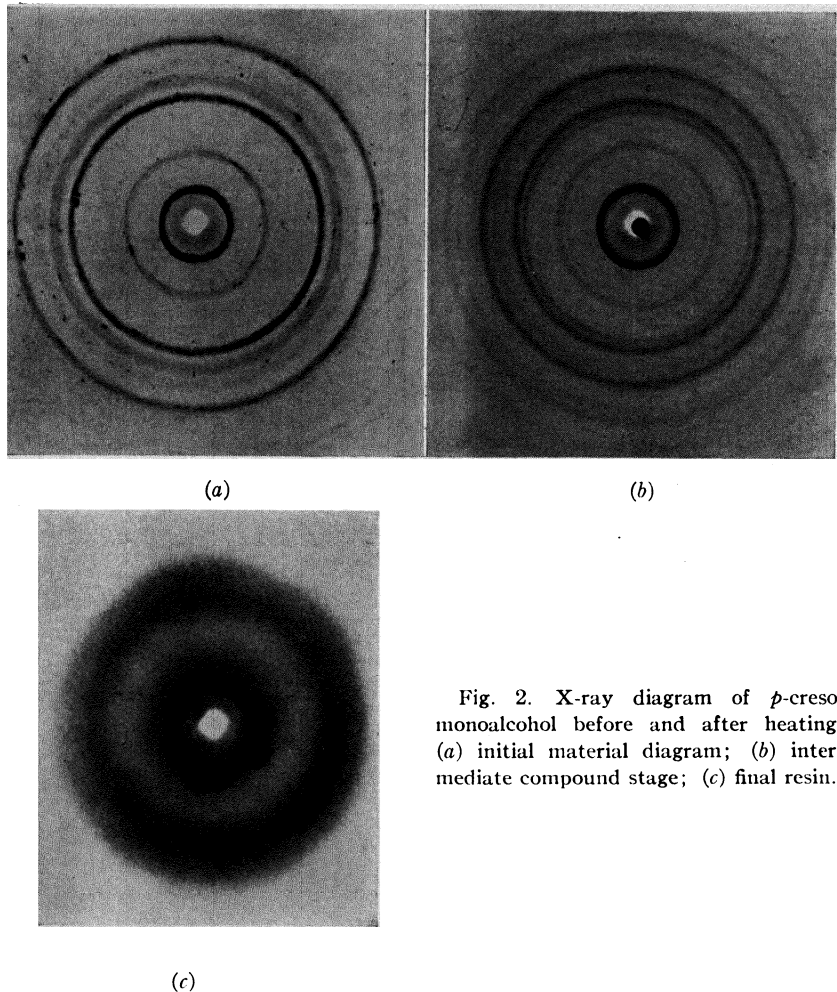 (a)
(b)
Fig. 2. X-ray diagram of p-creso
monoalcohol before and after heating
(a) initial material diagram; (b) inter
mediate compound stage; (c) final resin.
(c)